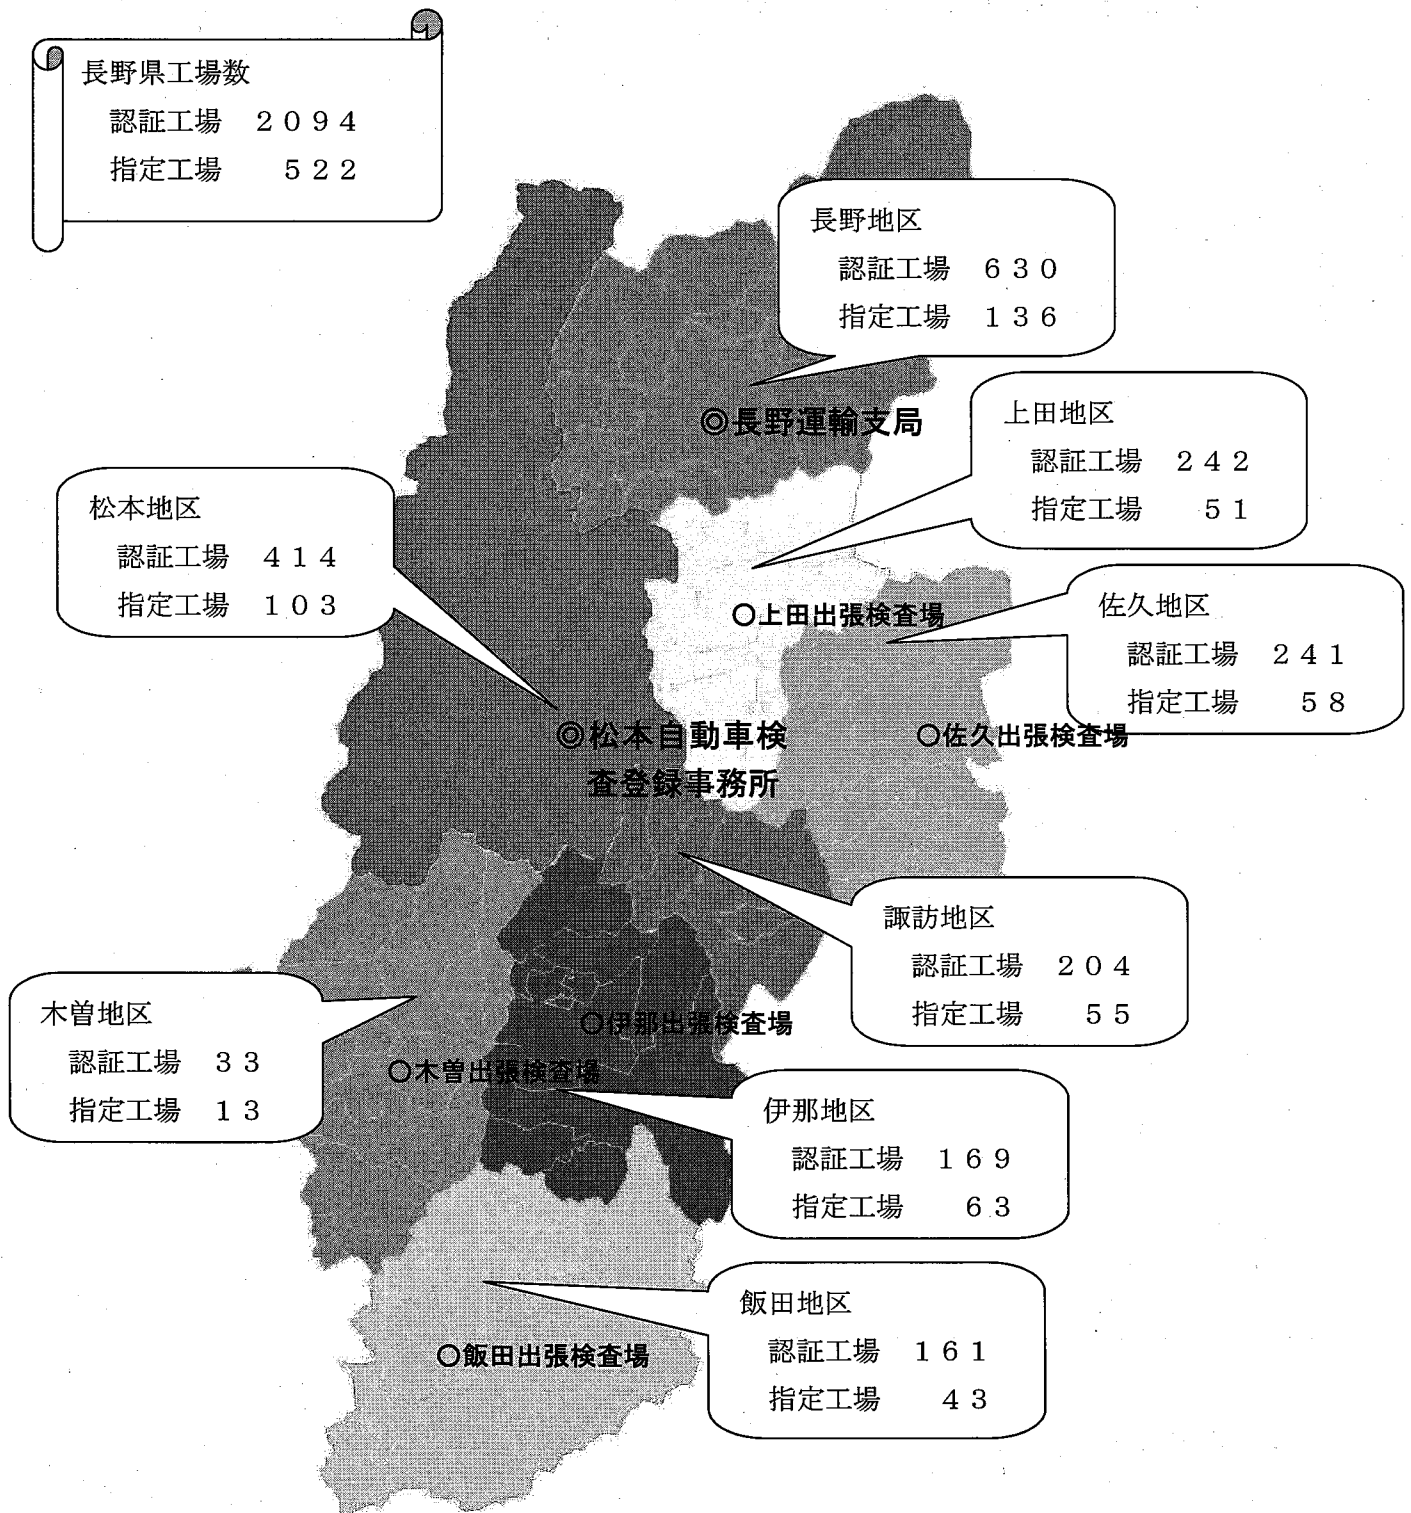 長野県工場数
認証工場　２０９４
指定工場　５２２
長野地区
認証工場　６３０
指定工場　１３６
◎長野運輸支局
上田地区
認証工場　２４２
指定工場　５１
松本地区
認証工場　４１４
指定工場　１０３
○上田出張検査場
佐久地区
認証工場　２４１
指定工場　５８
○佐久出張検査場
◎松本自動車検
査登録事務所
諏訪地区
認証工場　２０４
指定工場　５５
木曽地区
認証工場　３３
指定工場　１３
○伊那出張検査場
○木曽出張検査場
伊那地区
認証工場　１６９
指定工場　６３
飯田地区
認証工場　１６１
指定工場　４３
○飯田出張検査場